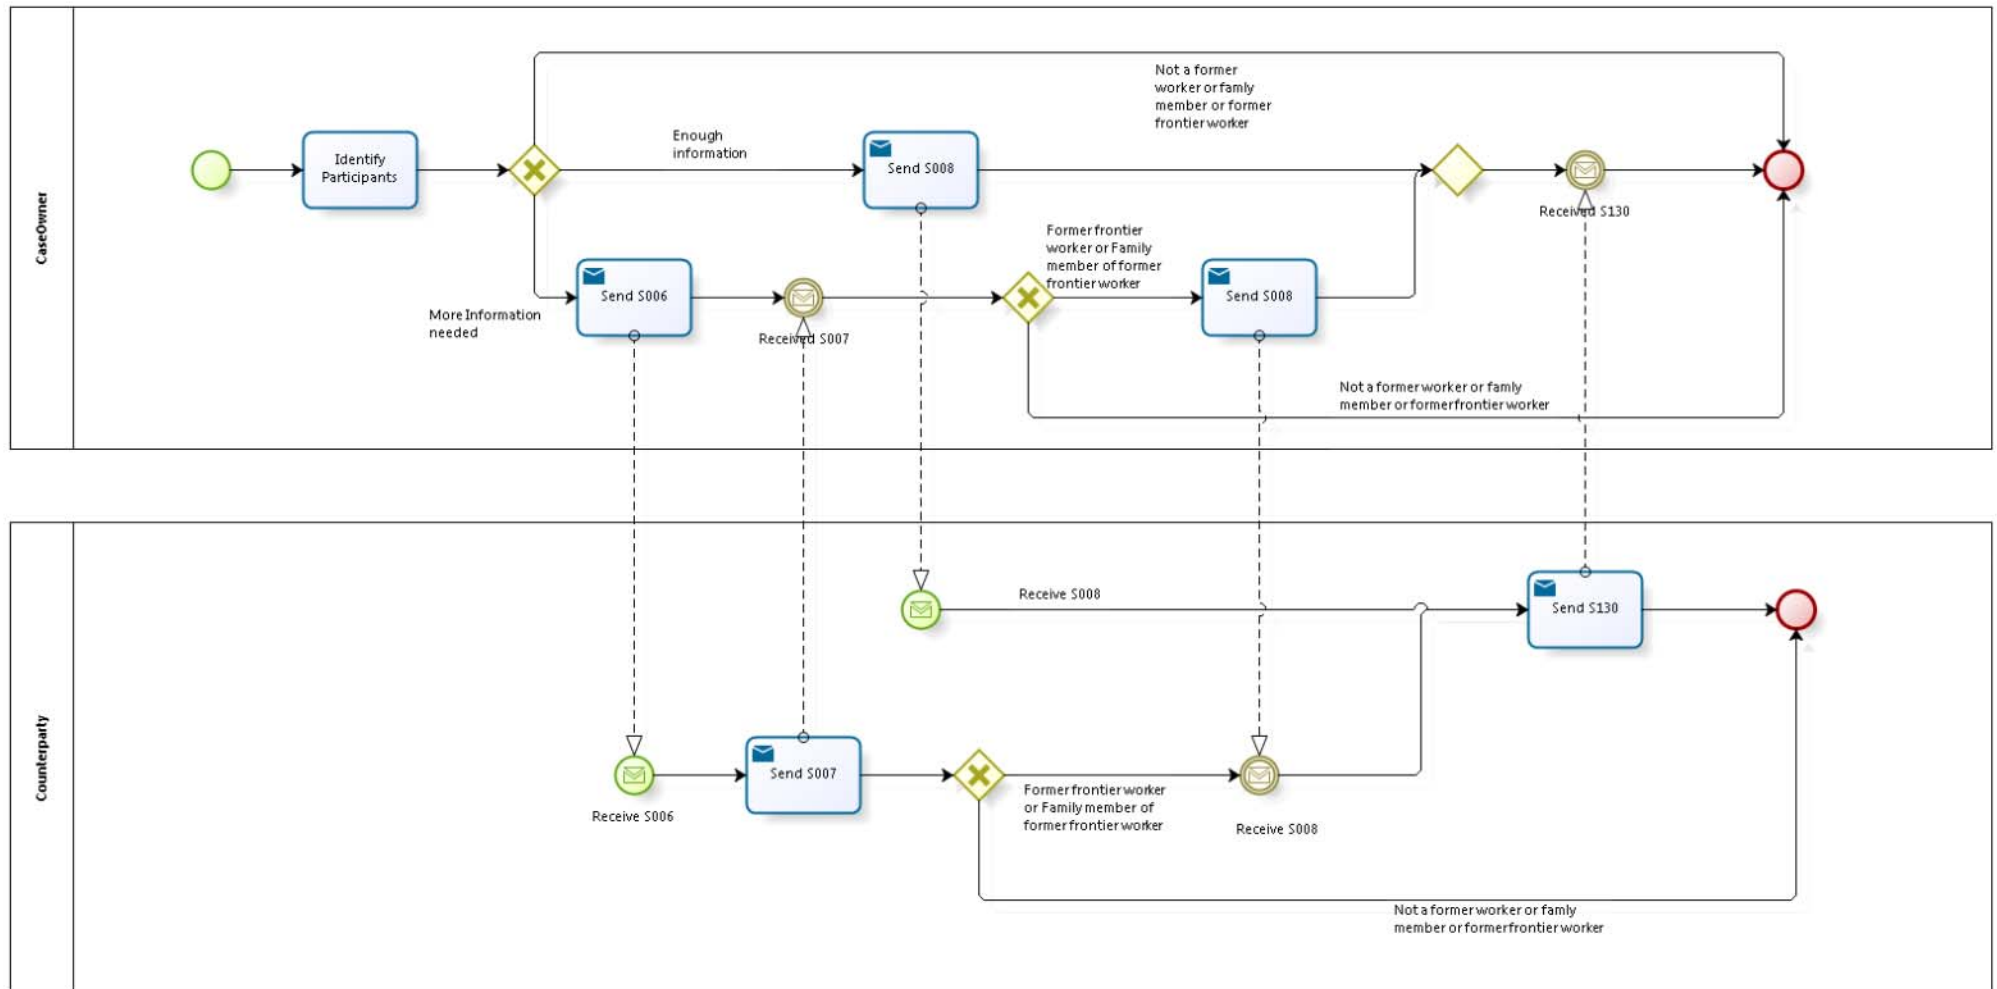 CaseOwner
Identify
Participants
Enough
information
Send S008
Not a former
worker or famly
member or former
frontier worker
Received S130
More Information
needed
Send S006
Received S007
Former frontier
worker or Family
member of former
frontier worker
Send S008
Not a former worker or famly
member or former frontier worker
Counterparty
Receive S008
Send S130
Receive S006
Send S007
Former frontier worker
or Family member of
former frontier worker
Receive S008
Not a former worker or famly
member or former frontier worker